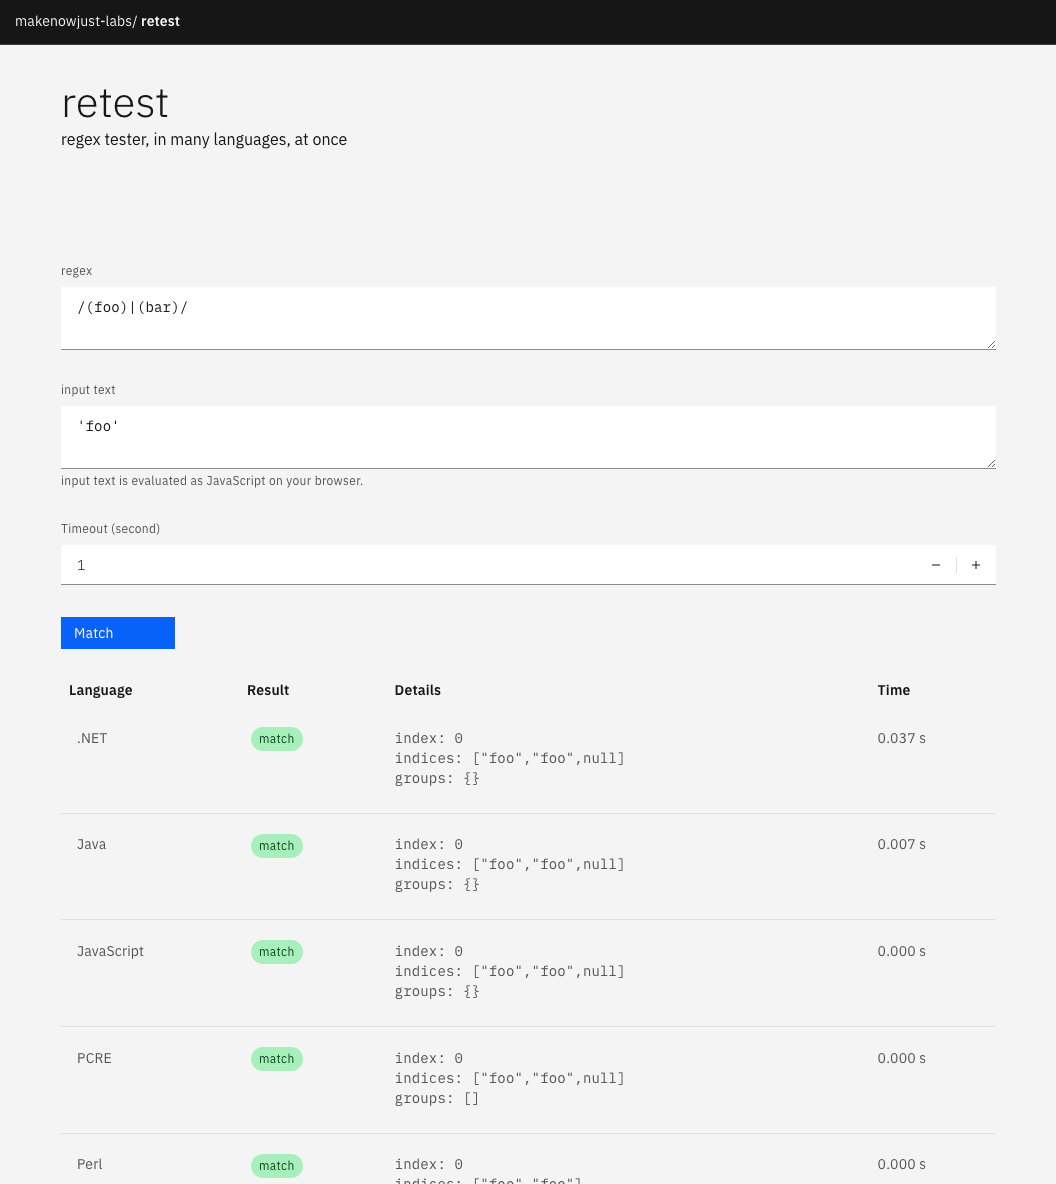 makenowjust-labs/ retest
retest
regex tester, in many languages, at once
regex
/(foo)|(bar)/
input text
'foo'
input text is evaluated as JavaScript on your browser.
Timeout (second)
1
Match
Language Result Details Time
.NET match index: 0 0.037 s
indices: ["foo","foo",null]
groups: {}
Java match index: 0 0.007 s
indices: ["foo","foo",null]
groups: {}
JavaScript match index: 0 0.000 s
indices: ["foo","foo",null]
groups: {}
PCRE match index: 0 0.000 s
indices: ["foo","foo",null]
groups: []
Perl match index: 0 0.000 s
indices: ["foo","foo"]